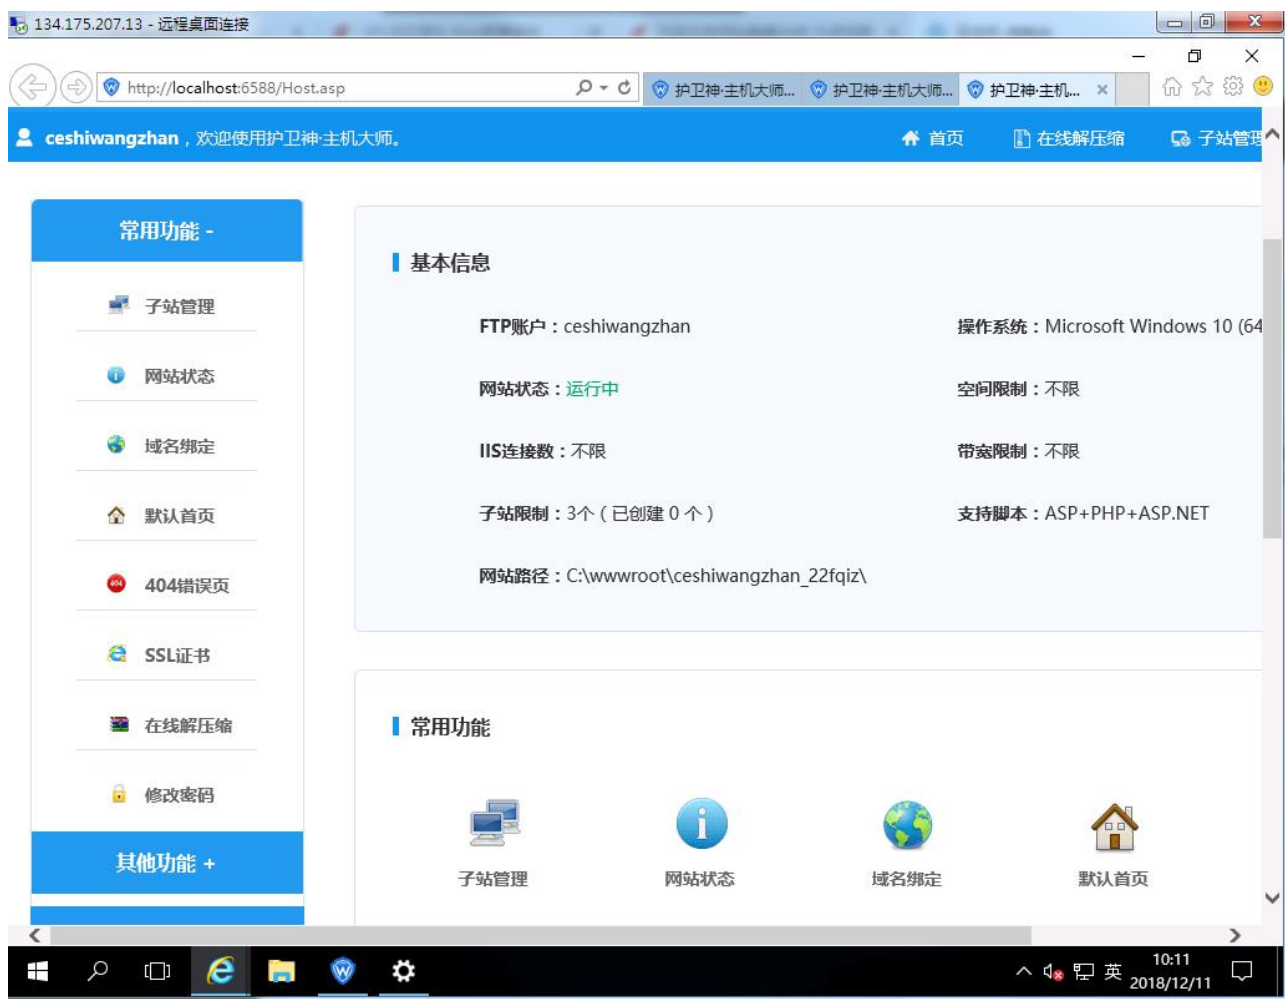 134.175.207.13 - 远程桌面连接
http://localhost:6588/Host.asp
护卫神·主机大师...
护卫神·主机大师...
护卫神·主机...
ceshiwangzhan，欢迎使用护卫神·主机大师。
首页
在线解压缩
子站管理
常用功能 -
子站管理
网站状态
域名绑定
默认首页
404错误页
SSL证书
在线解压缩
修改密码
其他功能 +
基本信息
FTP账户：ceshiwangzhan
操作系统：Microsoft Windows 10 (64
网站状态：运行中
空间限制：不限
IIS连接数：不限
带宽限制：不限
子站限制：3个（已创建 0 个）
支持脚本：ASP+PHP+ASP.NET
网站路径：C:\wwwroot\ceshiwangzhan_22fqiz\
常用功能
子站管理
网站状态
域名绑定
默认首页
英
10:11
2018/12/11